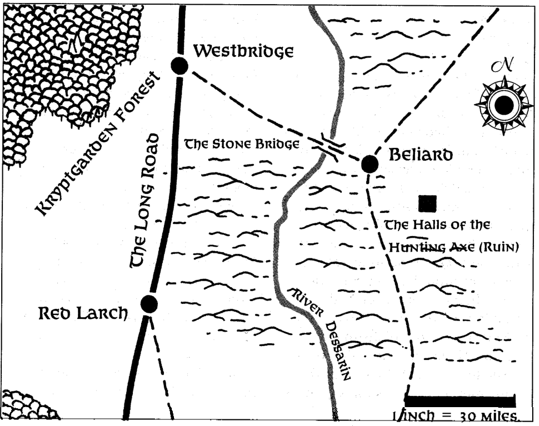 N
Westbridge
Kryptgarden Forest
The Stone Bridge
Beliard
The Long Road
The Halls of the
Hunting Axe (Ruin)
Red Larch
River Dessarin
1 inch = 30 miles.